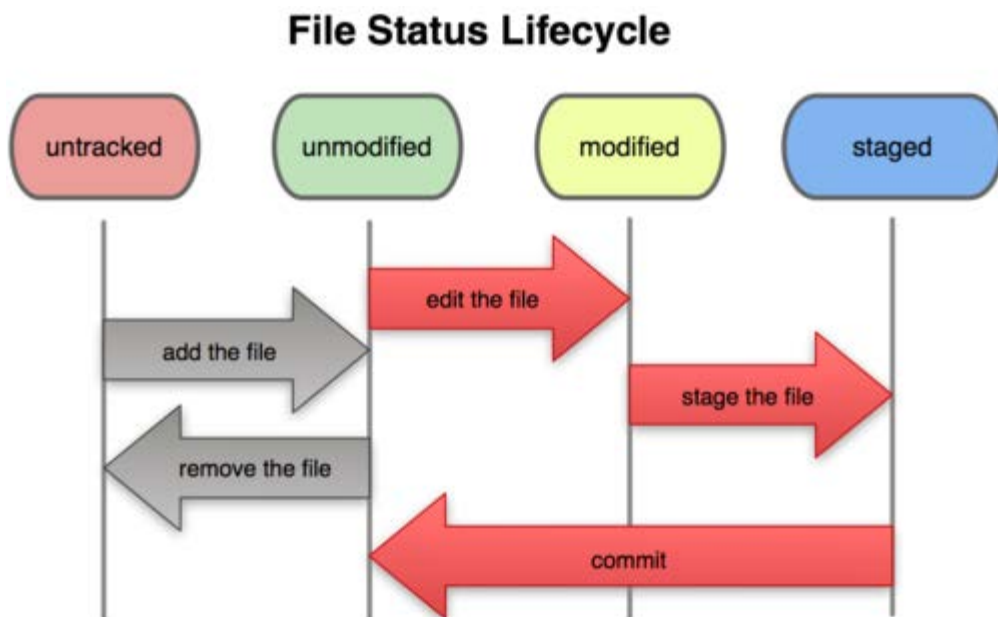 File Status Lifecycle
untracked
unmodified
modified
staged
edit the file
add the file
stage the file
remove the file
commit